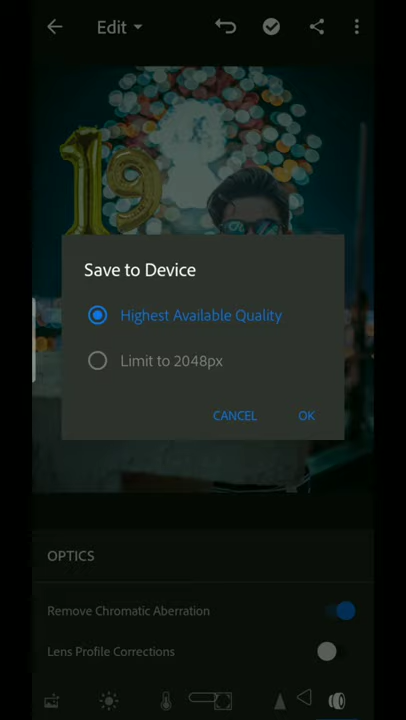 Edit
19
Save to Device
Highest Available Quality
Limit to 2048px
CANCEL
OK
OPTICS
Remove Chromatic Aberration
Lens Profile Corrections